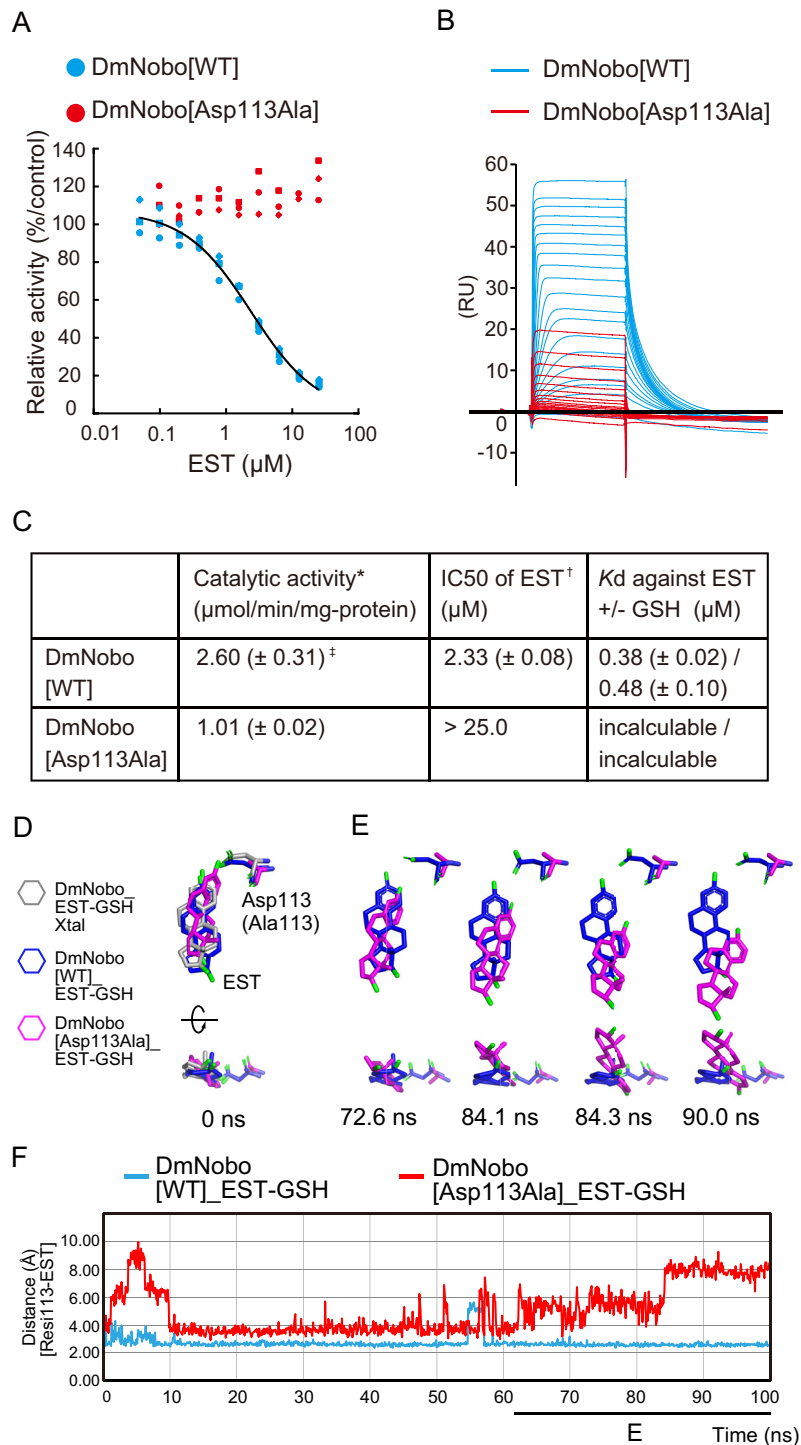 A
DmNobo[WT]
DmNobo[Asp113Ala]
Relative activity (%/control)
140
120
100
80
60
40
20
0
0.01
0.1
1
10
100
EST (µM)
B
DmNobo[WT]
DmNobo[Asp113Ala]
(RU)
60
50
40
30
20
10
0
-10
C
Catalytic activity* (µmol/min/mg-protein)
IC50 of EST† (µM)
Kd against EST +/- GSH (µM)
DmNobo [WT]
2.60 (± 0.31)‡
2.33 (± 0.08)
0.38 (± 0.02) / 0.48 (± 0.10)
DmNobo [Asp113Ala]
1.01 (± 0.02)
> 25.0
incalculable / incalculable
D
DmNobo_
EST-GSH
Xtal
DmNobo
[WT]_
EST-GSH
DmNobo
[Asp113Ala]_
EST-GSH
Asp113
(Ala113)
EST
0 ns
E
72.6 ns
84.1 ns
84.3 ns
90.0 ns
F
DmNobo
[WT]_EST-GSH
DmNobo
[Asp113Ala]_EST-GSH
Distance (Å)
[Resi113-EST]
10.00
8.00
6.00
4.00
2.00
0.00
0
10
20
30
40
50
60
70
80
90
100
E
Time (ns)